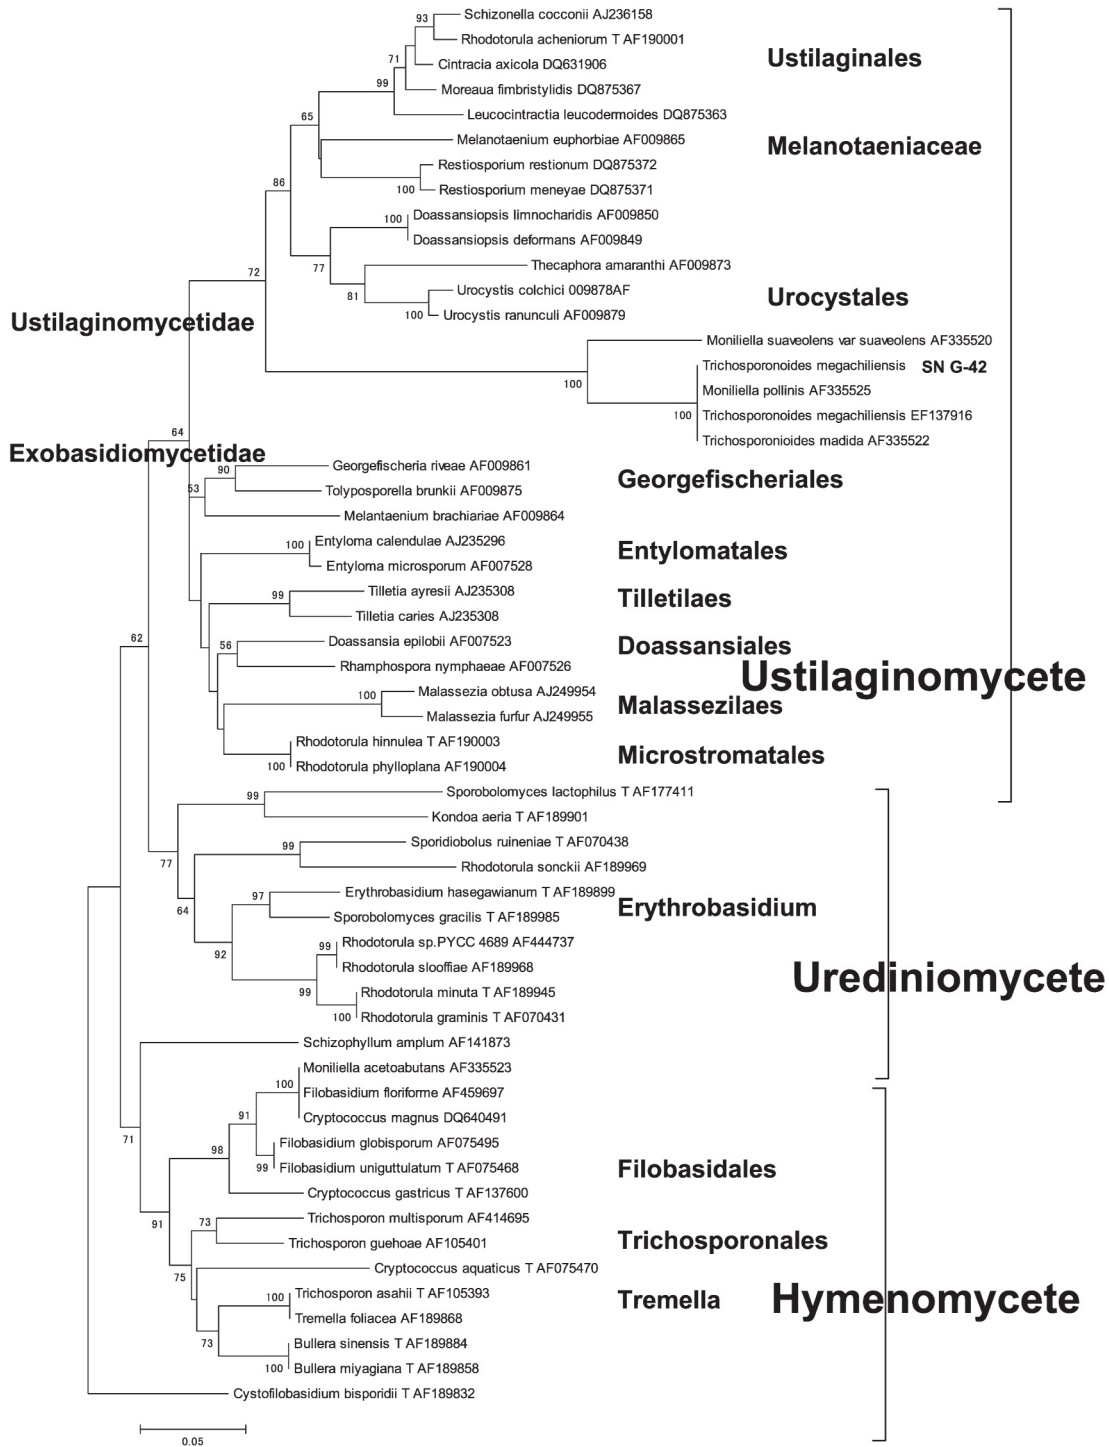 93
Schizonella cocconii AJ236158
Rhodotorula acheniorum T AF190001
Ustilaginales
71
Cintracia axicola DQ631906
99
Moreaua fimbristylidis DQ875367
65
Leucocintractia leucodermoides DQ875363
Melanotaenium euphorbiae AF009865
Melanotaeniaceae
86
Restiosporium restionum DQ875372
100
Restiosporium meneyae DQ875371
100
Doassansiopsis limnocharidis AF009850
Doassansiopsis deformans AF009849
72
77
Thecaphora amaranthi AF009873
81
Urocystis colchici 009878AF
Urocystales
100
Urocystis ranunculi AF009879
Ustilaginomycetidae
Moniliella suaveolens var suaveolens AF335520
100
Trichosporonoides megachiliensis SN G-42
Moniliella pollinis AF335525
100
Trichosporonoides megachiliensis EF137916
64
Trichosporonioides madida AF335522
Exobasidiomycetidae
90
Georgefischeria riveae AF009861
Georgefischeriales
53
Tolyposporella brunkii AF009875
Melantaenium brachiariae AF009864
100
Entyloma calendulae AJ235296
Entylomatales
Entyloma microsporum AF007528
99
Tilletia ayresii AJ235308
Tilletilaes
Tilletia caries AJ235308
62
56
Doassansia epilobii AF007523
Doassansiales
Rhamphospora nymphaeae AF007526
Ustilaginomycete
100
Malassezia obtusa AJ249954
Malassezilaes
Malassezia furfur AJ249955
Rhodotorula hinnulea T AF190003
Microstromatales
100
Rhodotorula phylloplana AF190004
99
Sporobolomyces lactophilus T AF177411
Kondoa aeria T AF189901
77
99
Sporidiobolus ruineniae T AF070438
Rhodotorula sonckii AF189969
64
97
Erythrobasidium hasegawianum T AF189899
Erythrobasidium
Sporobolomyces gracilis T AF189985
92
99
Rhodotorula sp.PYCC 4689 AF444737
Rhodotorula slooffiae AF189968
Urediniomycete
99
Rhodotorula minuta T AF189945
100
Rhodotorula graminis T AF070431
Schizophyllum amplum AF141873
Moniliella acetoabutans AF335523
100
Filobasidium floriforme AF459697
91
Cryptococcus magnus DQ640491
71
98
Filobasidium globisporum AF075495
99
Filobasidium uniguttulatum T AF075468
Filobasidales
Cryptococcus gastricus T AF137600
91
73
Trichosporon multisporum AF414695
Trichosporon guehoae AF105401
Trichosporonales
75
Cryptococcus aquaticus T AF075470
100
Trichosporon asahii T AF105393
Tremella
Hymenomycete
Tremella foliacea AF189868
73
Bullera sinensis T AF189884
100
Bullera miyagiana T AF189858
Cystofilobasidium bisporidii T AF189832
0.05